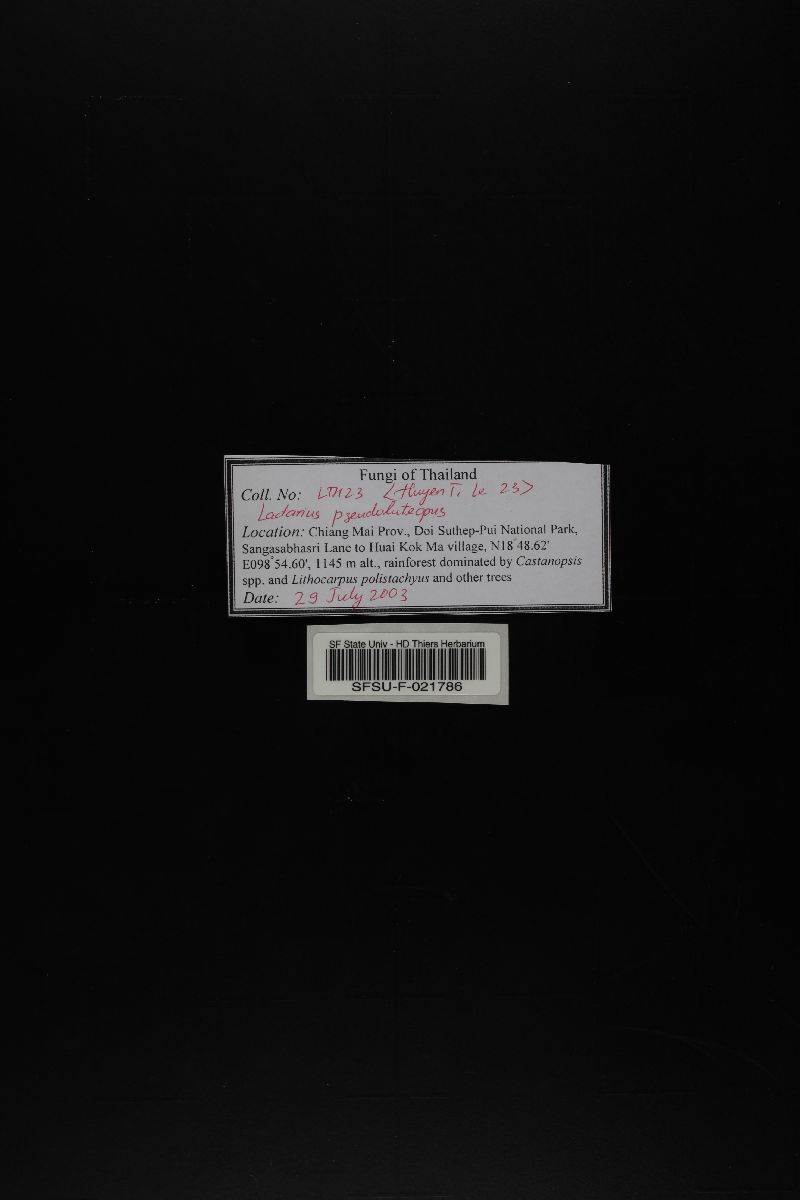 Fungi of Thailand
Coll. No: LTH23 <Huyen T. Le 23>
Lactarius pseudoluteopus
Location: Chiang Mai Prov., Doi Suthep-Pui National Park,
Sangasabhasri Lane to Huai Kok Ma village, N18°48.62'
E098°54.60', 1145 m alt., rainforest dominated by Castanopsis
spp. and Lithocarpus polistachyus and other trees
Date: 29 July 2003
SF State Univ - HD Thiers Herbarium
SFSU-F-021786